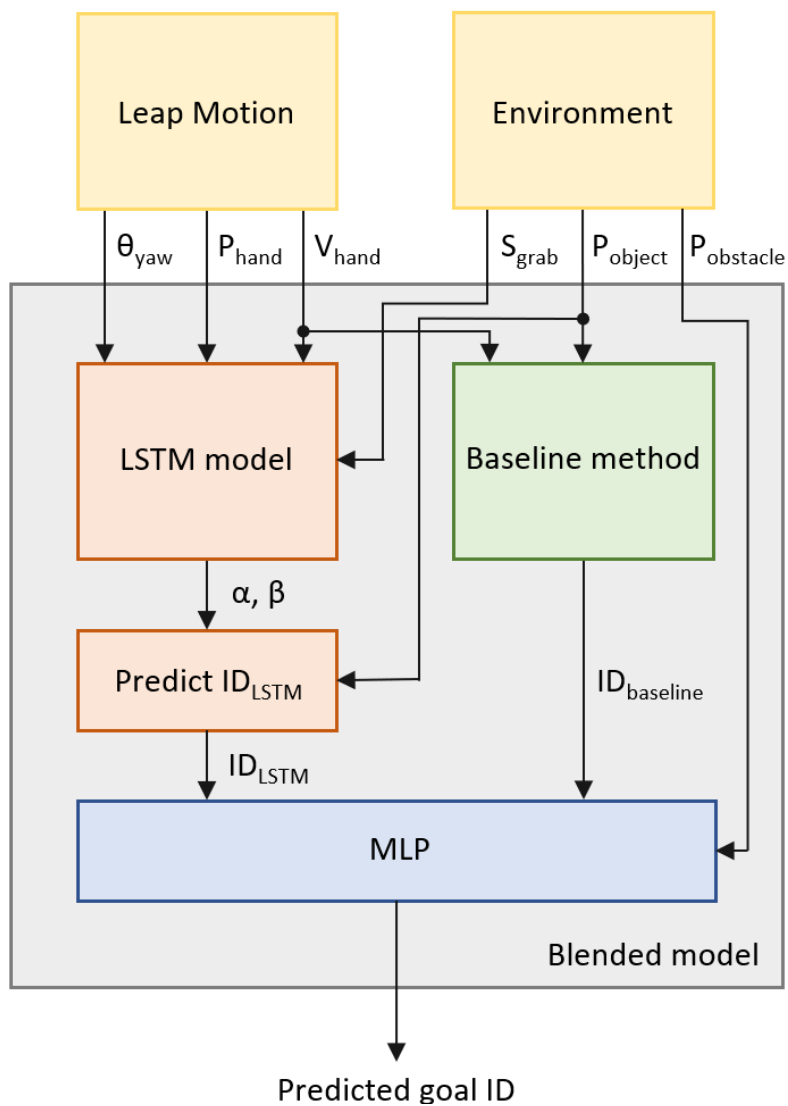 Leap Motion
Environment
θyaw
Phand
Vhand
Sgrab
Pobject
Pobstacle
LSTM model
Baseline method
α, β
Predict IDLSTM
IDbaseline
IDLSTM
MLP
Blended model
Predicted goal ID